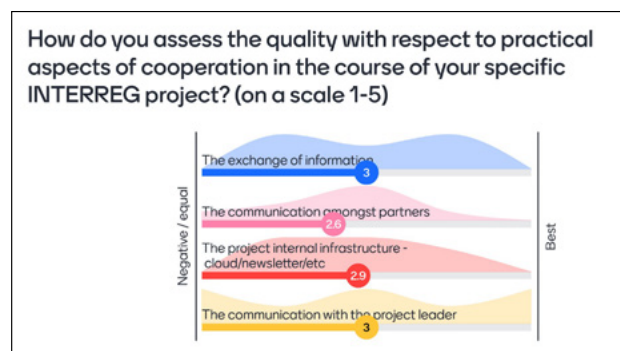 How do you assess the quality with respect to practical
aspects of cooperation in the course of your specific
INTERREG project? (on a scale 1-5)
Negative / equal
The exchange of information
3
The communication amongst partners
2.6
The project internal infrastructure -
cloud/newsletter/etc
2.9
The communication with the project leader
3
Best